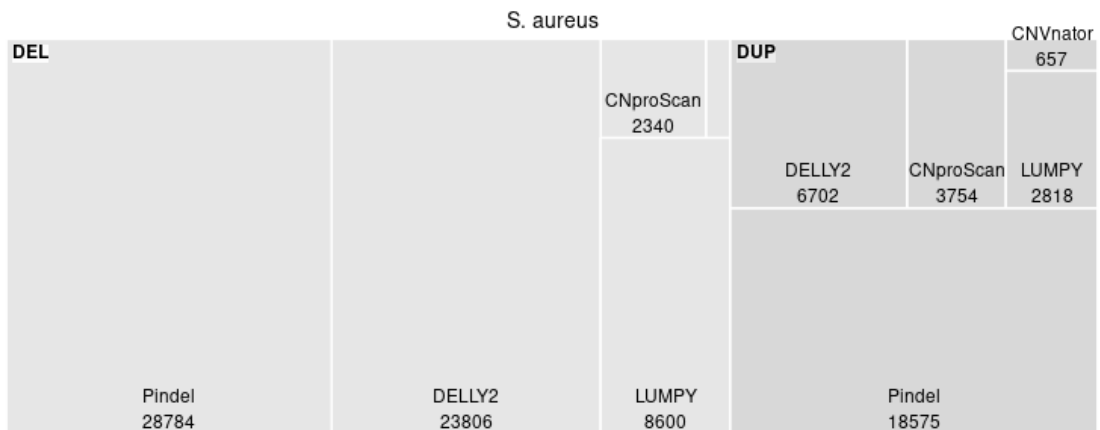 S. aureus
DEL
Pindel
28784
DELLY2
23806
CNproScan
2340
LUMPY
8600
DUP
DELLY2
6702
CNproScan
3754
CNVnator
657
LUMPY
2818
Pindel
18575